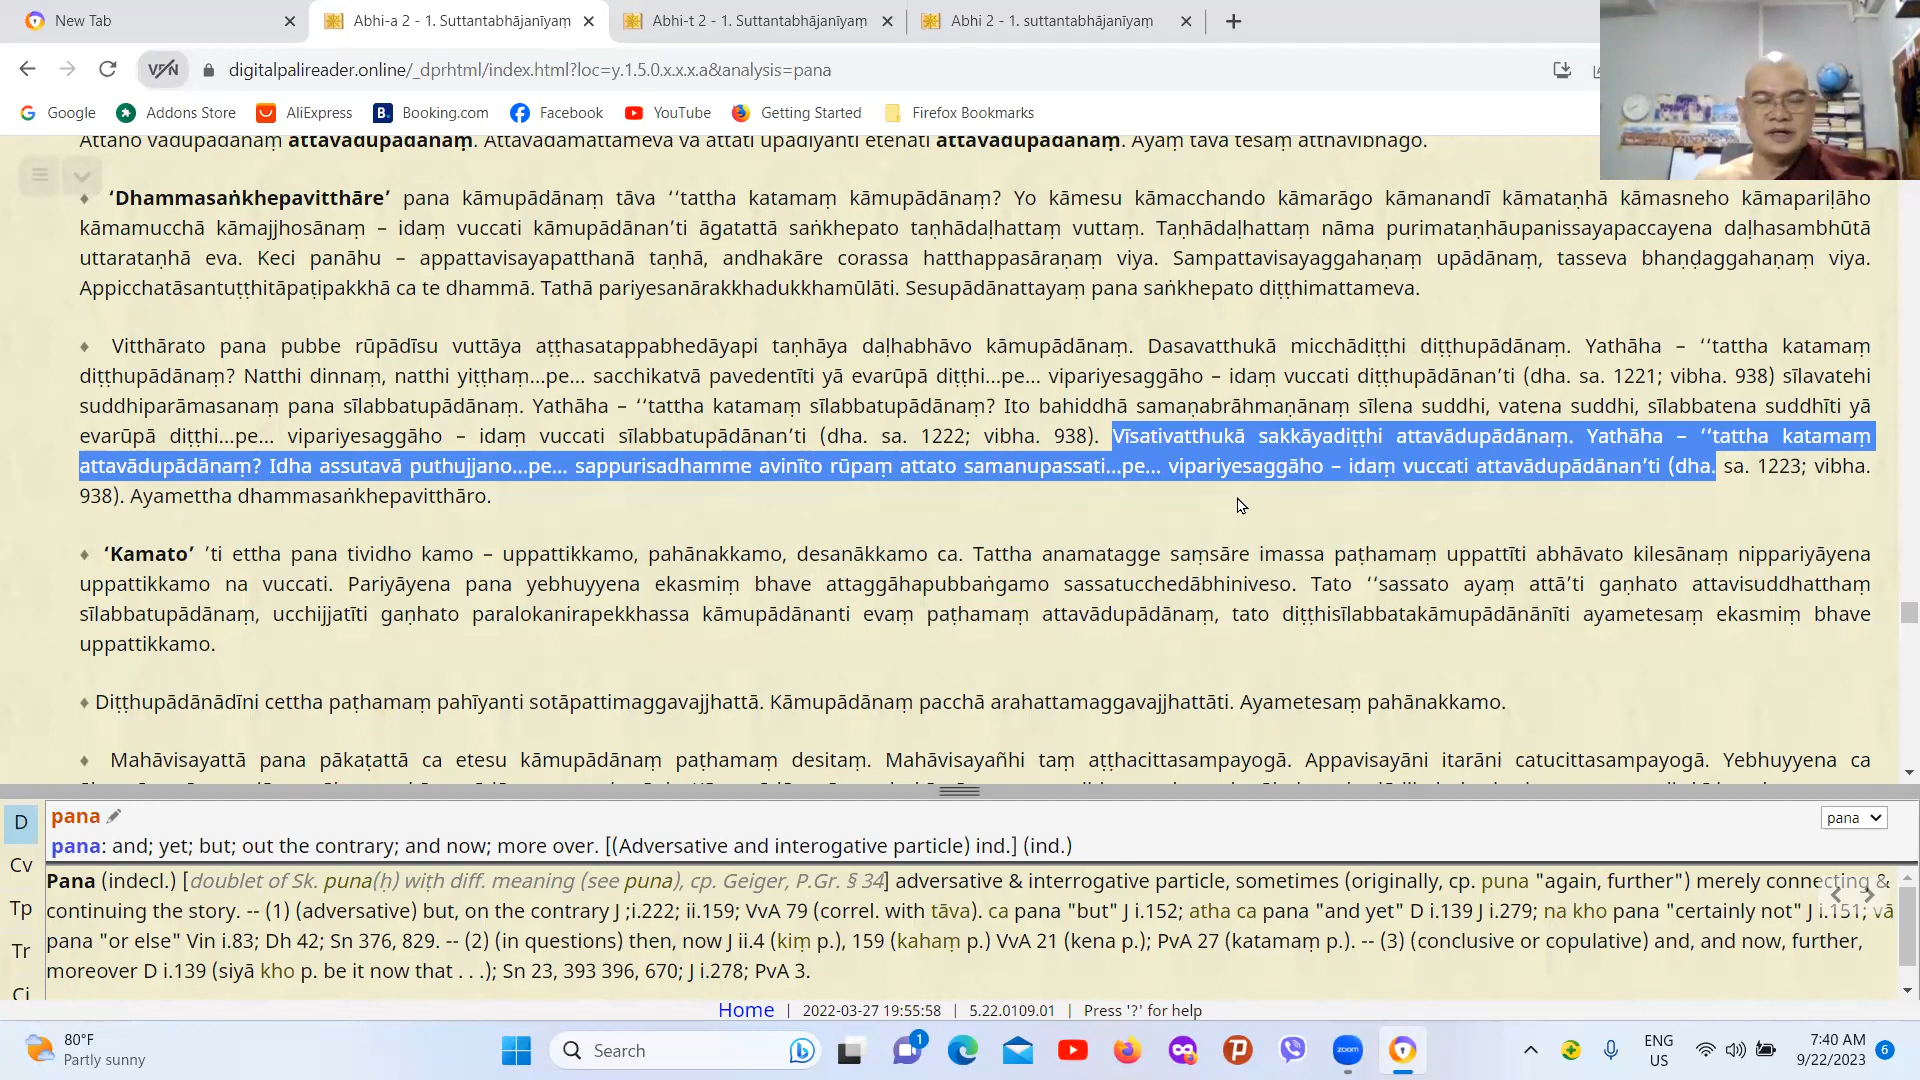 New Tab
Abhi-a 2 - 1. Suttantabhājanīyaṃ
Abhi-t 2 - 1. Suttantabhājanīyaṃ
Abhi 2 - 1. suttantabhājanīyaṃ
VPN
digitalpalireader.online/_dprhtml/index.html?loc=y.1.5.0.x.x.x.a&analysis=pana
Google Addons Store AliExpress Booking.com Facebook YouTube Getting Started Firefox Bookmarks
Attano vādupādānaṃ attavādupādānaṃ. Attavādamattameva vā attāti upādiyanti etenāti attavādupādānaṃ. Ayaṃ tāva tesaṃ atthavibhāgo.
♦ ‘Dhammasaṅkhepavitthāre’ pana kāmupādānaṃ tāva ‘‘tattha katamaṃ kāmupādānaṃ? Yo kāmesu kāmacchando kāmarāgo kāmanandī kāmataṇhā kāmasneho kāmapariḷāho
kāmamucchā kāmajjhosānaṃ – idaṃ vuccati kāmupādānan’ti āgatattā saṅkhepato taṇhādaḷhattaṃ vuttaṃ. Taṇhādaḷhattaṃ nāma purimataṇhāupanissayapaccayena daḷhasambhūtā
uttarataṇhā eva. Keci panāhu – appattavisayapatthanā taṇhā, andhakāre corassa hatthappasāraṇaṃ viya. Sampattavisayaggahaṇaṃ upādānaṃ, tasseva bhaṇḍaggahaṇaṃ viya.
Appicchatāsantuṭṭhitāpaṭipakkhā ca te dhammā. Tathā pariyesanārakkhadukkhamūlāti. Sesupādānattayaṃ pana saṅkhepato diṭṭhimattameva.
♦ Vitthārato pana pubbe rūpādīsu vuttāya aṭṭhasatappabhedāyapi taṇhāya daḷhabhāvo kāmupādānaṃ. Dasavatthukā micchādiṭṭhi diṭṭhupādānaṃ. Yathāha – ‘‘tattha katamaṃ
diṭṭhupādānaṃ? Natthi dinnaṃ, natthi yiṭṭhaṃ...pe... sacchikatvā pavedentīti yā evarūpā diṭṭhi...pe... vipariyesaggāho – idaṃ vuccati diṭṭhupādānan’ti (dha. sa. 1221; vibha. 938) sīlavatehi
suddhiparāmasanaṃ pana sīlabbatupādānaṃ. Yathāha – ‘‘tattha katamaṃ sīlabbatupādānaṃ? Ito bahiddhā samaṇabrāhmaṇānaṃ sīlena suddhi, vatena suddhi, sīlabbatena suddhīti yā
evarūpā diṭṭhi...pe... vipariyesaggāho – idaṃ vuccati sīlabbatupādānan’ti (dha. sa. 1222; vibha. 938). Vīsativatthukā sakkāyadiṭṭhi attavādupādānaṃ. Yathāha – ‘‘tattha katamaṃ
attavādupādānaṃ? Idha assutavā puthujjano...pe... sappurisadhamme avinīto rūpaṃ attato samanupassati...pe... vipariyesaggāho – idaṃ vuccati attavādupādānan’ti (dha. sa. 1223; vibha.
938). Ayamettha dhammasaṅkhepavitthāro.
♦ ‘Kamato’ ’ti ettha pana tividho kamo – uppattikkamo, pahānakkamo, desanākkamo ca. Tattha anamatagge saṃsāre imassa paṭhamaṃ uppattīti abhāvato kilesānaṃ nippariyāyena
uppattikkamo na vuccati. Pariyāyena pana yebhuyyena ekasmiṃ bhave attaggāhapubbaṅgamo sassatucchedābhiniveso. Tato ‘‘sassato ayaṃ attā’ti gaṇhato attavisuddhatthaṃ
sīlabbatupādānaṃ, ucchijjatīti gaṇhato paralokanirapekkhassa kāmupādānanti evaṃ paṭhamaṃ attavādupādānaṃ, tato diṭṭhisīlabbatakāmupādānānīti ayametesaṃ ekasmiṃ bhave
uppattikkamo.
♦ Diṭṭhupādānādīni cettha paṭhamaṃ pahīyanti sotāpattimaggavajjhattā. Kāmupādānaṃ pacchā arahattamaggavajjhattāti. Ayametesaṃ pahānakkamo.
♦ Mahāvisayattā pana pākaṭattā ca etesu kāmupādānaṃ paṭhamaṃ desitaṃ. Mahāvisayañhi taṃ aṭṭhacittasampayogā. Appavisayāni itarāni catucittasampayogā. Yebhuyyena ca
D
Cv
Tp
Tr
Ci
pana
pana
pana: and; yet; but; out the contrary; and now; more over. [(Adversative and interogative particle) ind.] (ind.)
Pana (indecl.) [doublet of Sk. puna(ḥ) wiṭh diff. meaning (see puna), cp. Geiger, P.Gr. § 34] adversative & interrogative particle, sometimes (originally, cp. puna "again, further") merely connecting &
continuing the story. -- (1) (adversative) but, on the contrary J ;i.222; ii.159; VvA 79 (correl. with tāva). ca pana "but" J i.152; atha ca pana "and yet" D i.139 J i.279; na kho pana "certainly not" J i.151; vā
pana "or else" Vin i.83; Dh 42; Sn 376, 829. -- (2) (in questions) then, now J ii.4 (kiṃ p.), 159 (kahaṃ p.) VvA 21 (kena p.); PvA 27 (katamaṃ p.). -- (3) (conclusive or copulative) and, and now, further,
moreover D i.139 (siyā kho p. be it now that . . .); Sn 23, 393 396, 670; J i.278; PvA 3.
Home | 2022-03-27 19:55:58 | 5.22.0109.01 | Press '?' for help
80°F
Partly sunny
Search
1
zoom
ENG
US
7:40 AM
9/22/2023
6